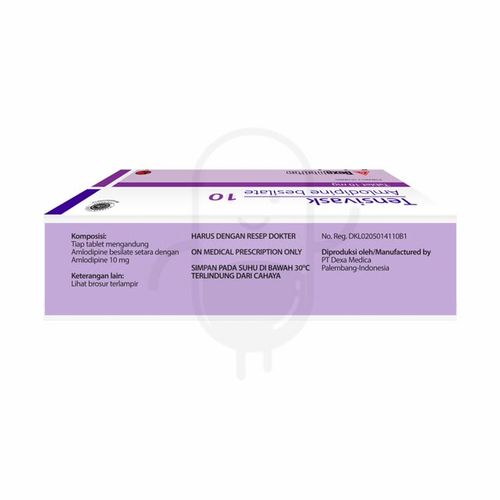 Tensivask 10
Amlodipine besilate
Tablet 10 mg
Komposisi:
Tiap tablet mengandung
Amlodipine besilate setara dengan
Amlodipine 10 mg
Keterangan lain:
Lihat brosur terlampir
HARUS DENGAN RESEP DOKTER
ON MEDICAL PRESCRIPTION ONLY
SIMPAN PADA SUHU DI BAWAH 30°C
TERLINDUNG DARI CAHAYA
No. Reg. DKL0205014110B1
Diproduksi oleh/Manufactured by
PT Dexa Medica
Palembang-Indonesia